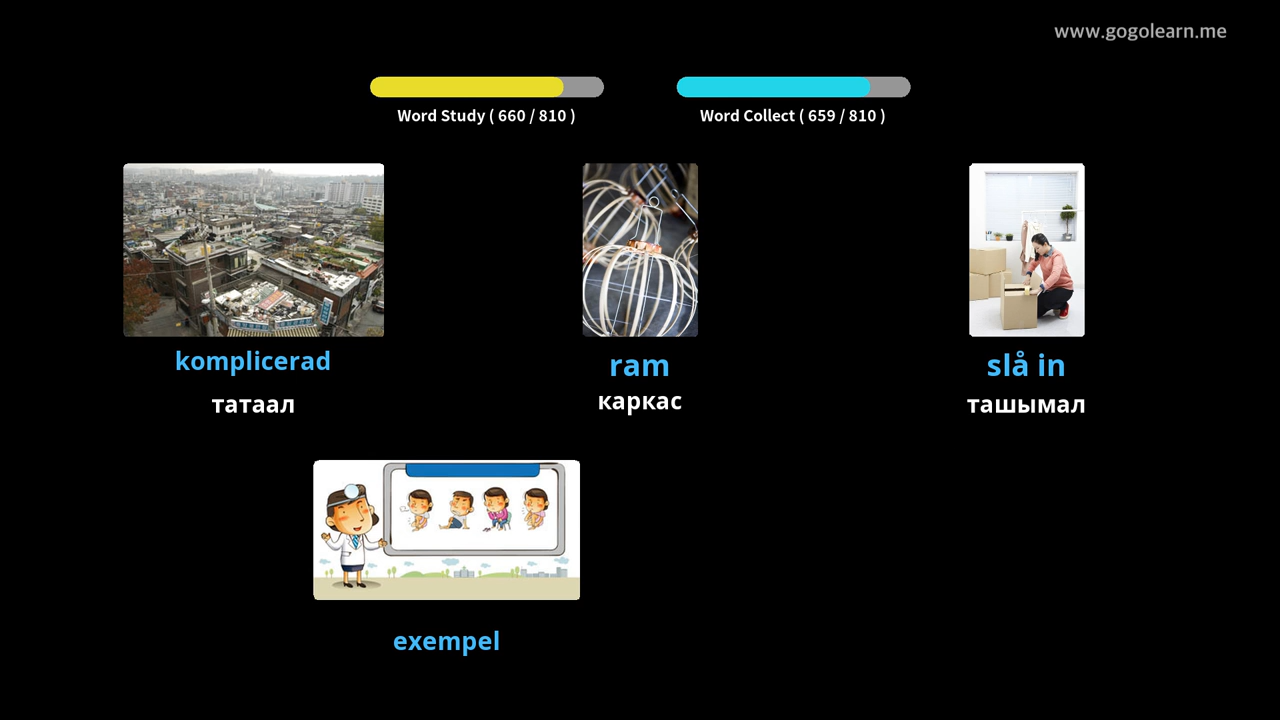 www.gogolearn.me
Word Study ( 660 / 810 )
Word Collect ( 659 / 810 )
komplicerad
ram
slå in
татаал
каркас
ташымал
exempel